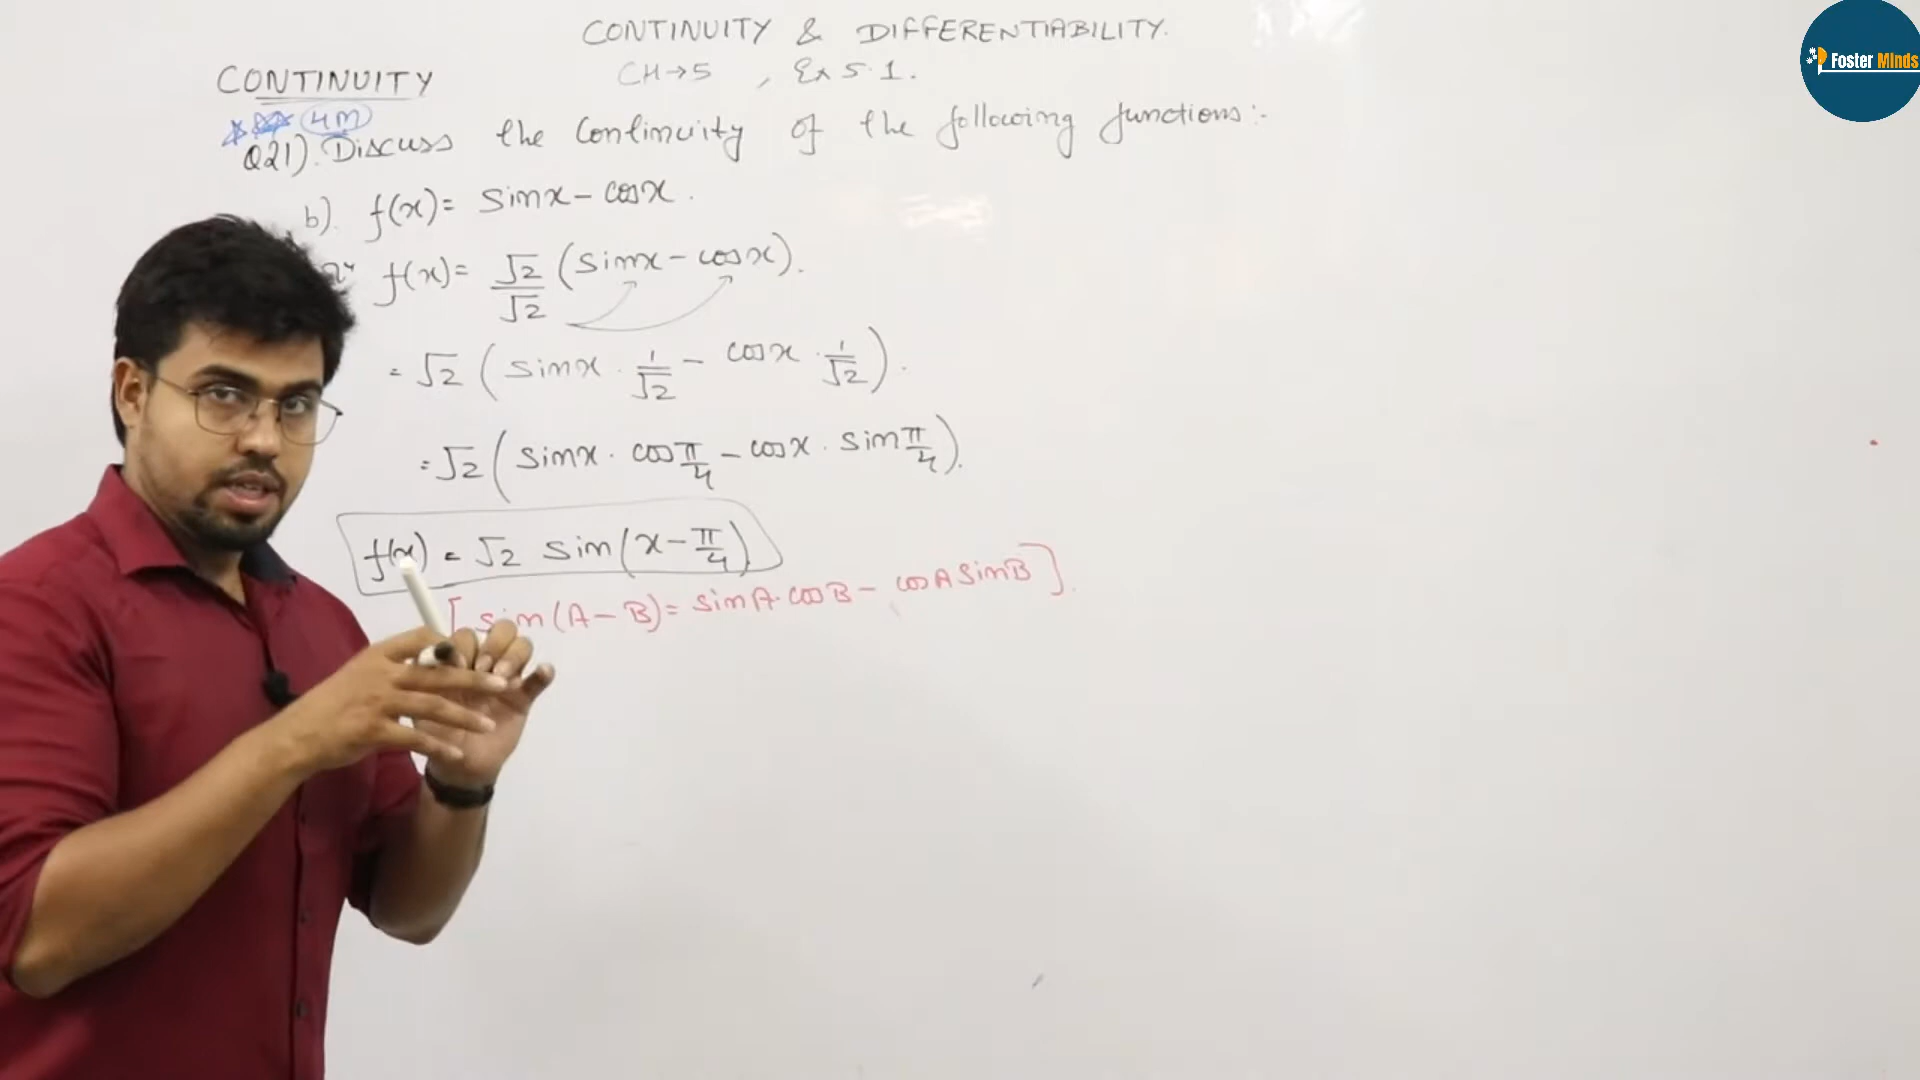 CONTINUITY & DIFFERENTIABILITY.
CH→5 , Ex 5.1.
CONTINUITY
4M
Q21). Discuss the Continuity of the following functions:-
b). f(x) = sinx - cosx.
f(x) = √2/√2 (sinx - cosx).
= √2 (sinx · 1/√2 - cosx · 1/√2).
= √2 (sinx · cos π/4 - cosx · sin π/4).
f(x) = √2 sin(x - π/4)
[sin(A - B) = sinA·cosB - cosA sinB].
Foster Minds